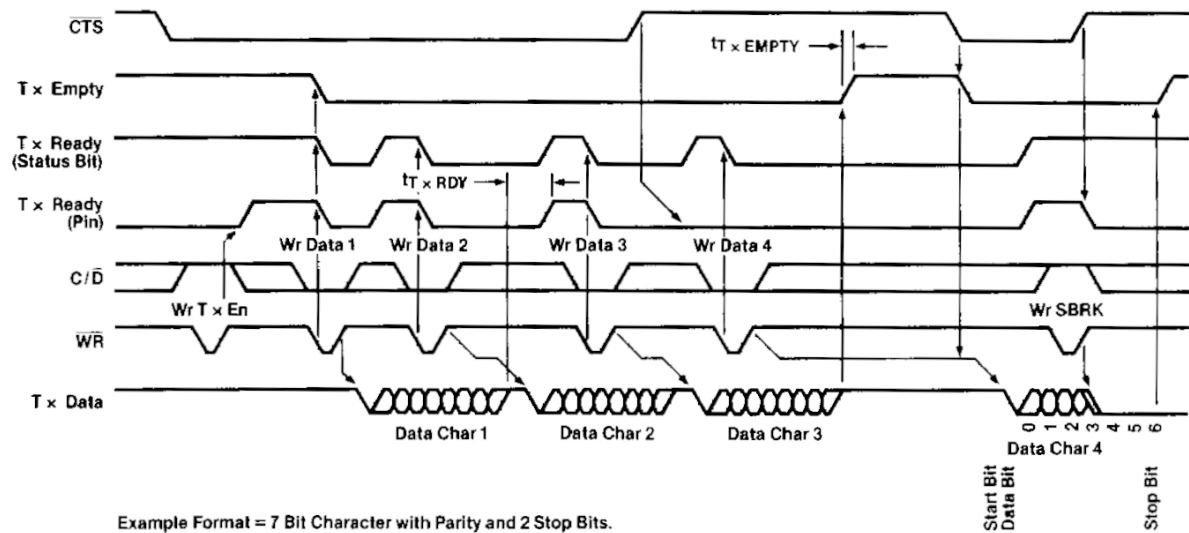 CTS
tT × EMPTY
T × Empty
T × Ready
(Status Bit)
tT × RDY
T × Ready
(Pin)
Wr Data 1
Wr Data 2
Wr Data 3
Wr Data 4
C/D
Wr T × En
Wr SBRK
WR
T × Data
Data Char 1
Data Char 2
Data Char 3
0
1
2
3
4
5
6
Data Char 4
Start Bit
Data Bit
Stop Bit
Example Format = 7 Bit Character with Parity and 2 Stop Bits.